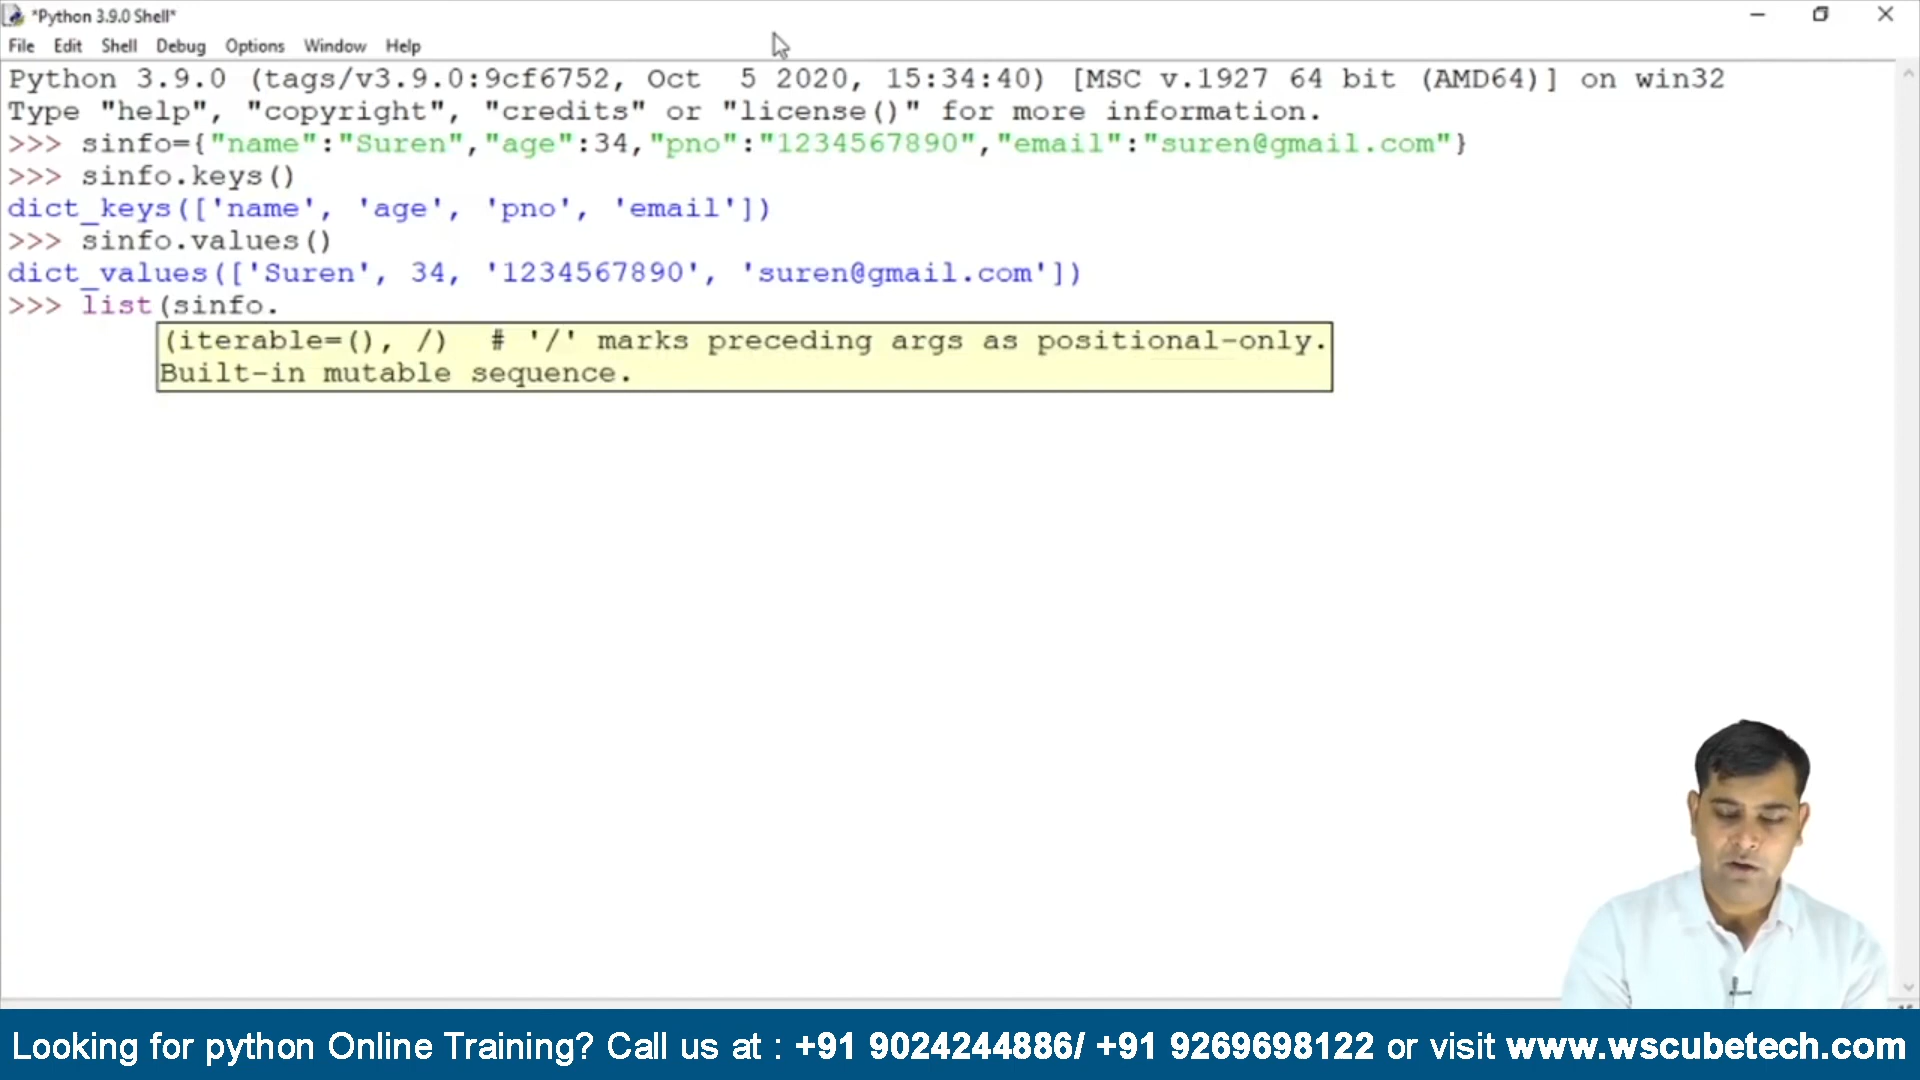 *Python 3.9.0 Shell*
File Edit Shell Debug Options Window Help
Python 3.9.0 (tags/v3.9.0:9cf6752, Oct  5 2020, 15:34:40) [MSC v.1927 64 bit (AMD64)] on win32
Type "help", "copyright", "credits" or "license()" for more information.
>>> sinfo={"name":"Suren","age":34,"pno":"1234567890","email":"suren@gmail.com"}
>>> sinfo.keys()
dict_keys(['name', 'age', 'pno', 'email'])
>>> sinfo.values()
dict_values(['Suren', 34, '1234567890', 'suren@gmail.com'])
>>> list(sinfo.
(iterable=(), /)  # '/' marks preceding args as positional-only.
Built-in mutable sequence.
Looking for python Online Training? Call us at : +91 9024244886/ +91 9269698122 or visit www.wscubetech.com